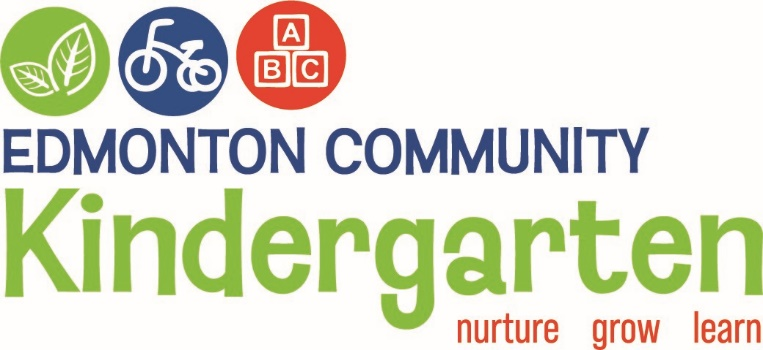 A
B C
EDMONTON COMMUNITY
Kindergarten
nurture grow learn